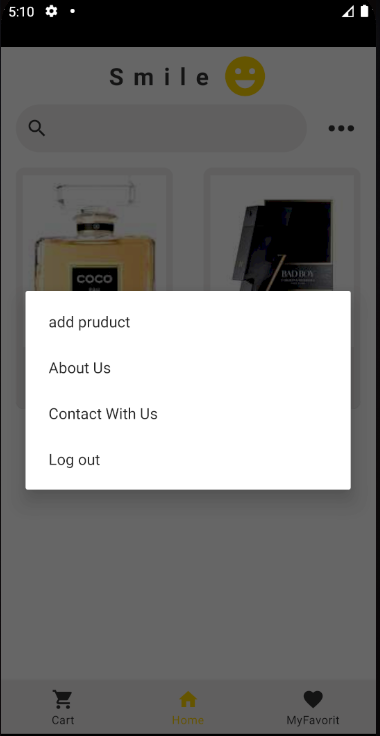 5:10
Smile
COCO
BAD BOY
add pruduct
About Us
Contact With Us
Log out
Cart
Home
MyFavorit